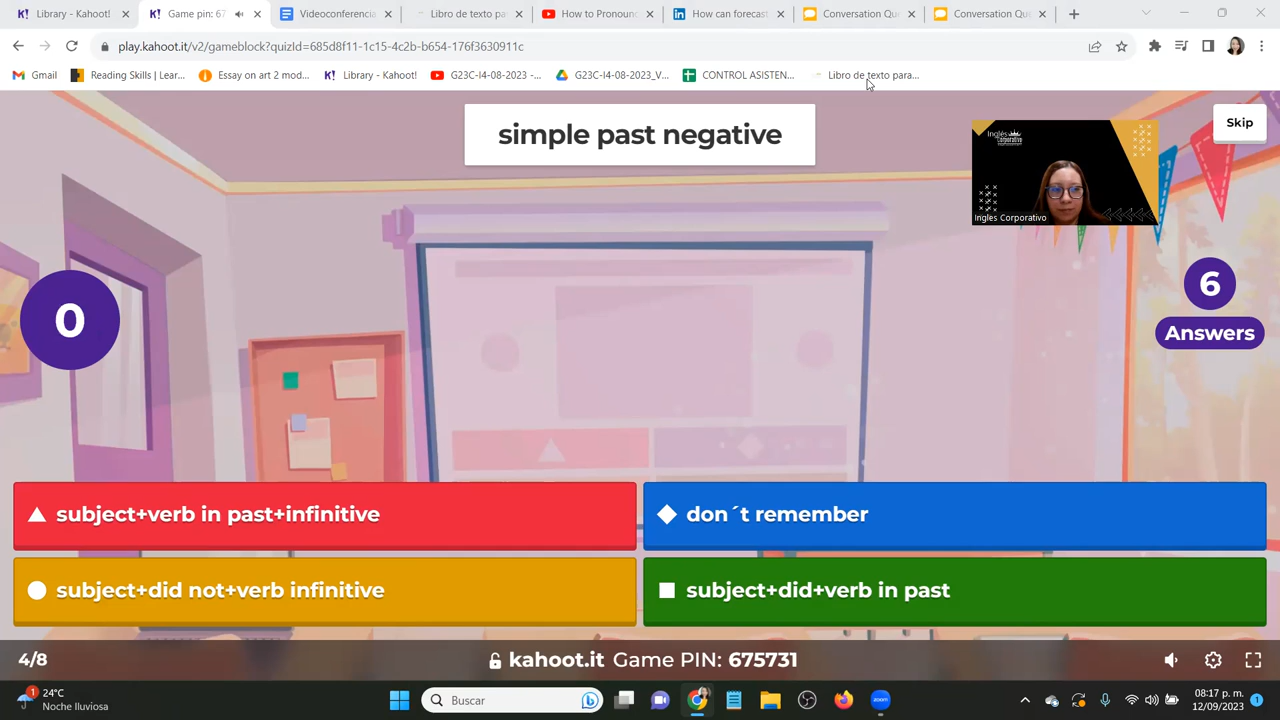 Library - Kahoot!
Game pin: 67
Videoconferencia
Libro de texto pa
How to Pronounc
How can forecast
Conversation Que
Conversation Que
play.kahoot.it/v2/gameblock?quizId=685d8f11-1c15-4c2b-b654-176f3f30911c
Gmail
Reading Skills | Lear...
Essay on art 2 mod...
Library - Kahoot!
G23C-I4-08-2023 -...
G23C-I4-08-2023_V...
CONTROL ASISTEN...
Libro de texto para...
simple past negative
Skip
Inglés
Corporativo
Ingles Corporativo
0
6
Answers
subject+verb in past+infinitive
don´t remember
subject+did not+verb infinitive
subject+did+verb in past
4/8
kahoot.it Game PIN: 675731
1
24°C
Noche lluviosa
Buscar
08:17 p. m.
12/09/2023
1